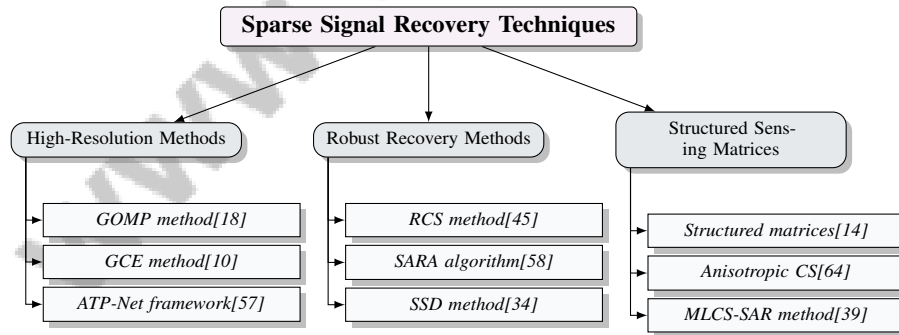 Sparse Signal Recovery Techniques
High-Resolution Methods
GOMP method[18]
GCE method[10]
ATP-Net framework[57]
Robust Recovery Methods
RCS method[45]
SARA algorithm[58]
SSD method[34]
Structured Sens-
ing Matrices
Structured matrices[14]
Anisotropic CS[64]
MLCS-SAR method[39]
www